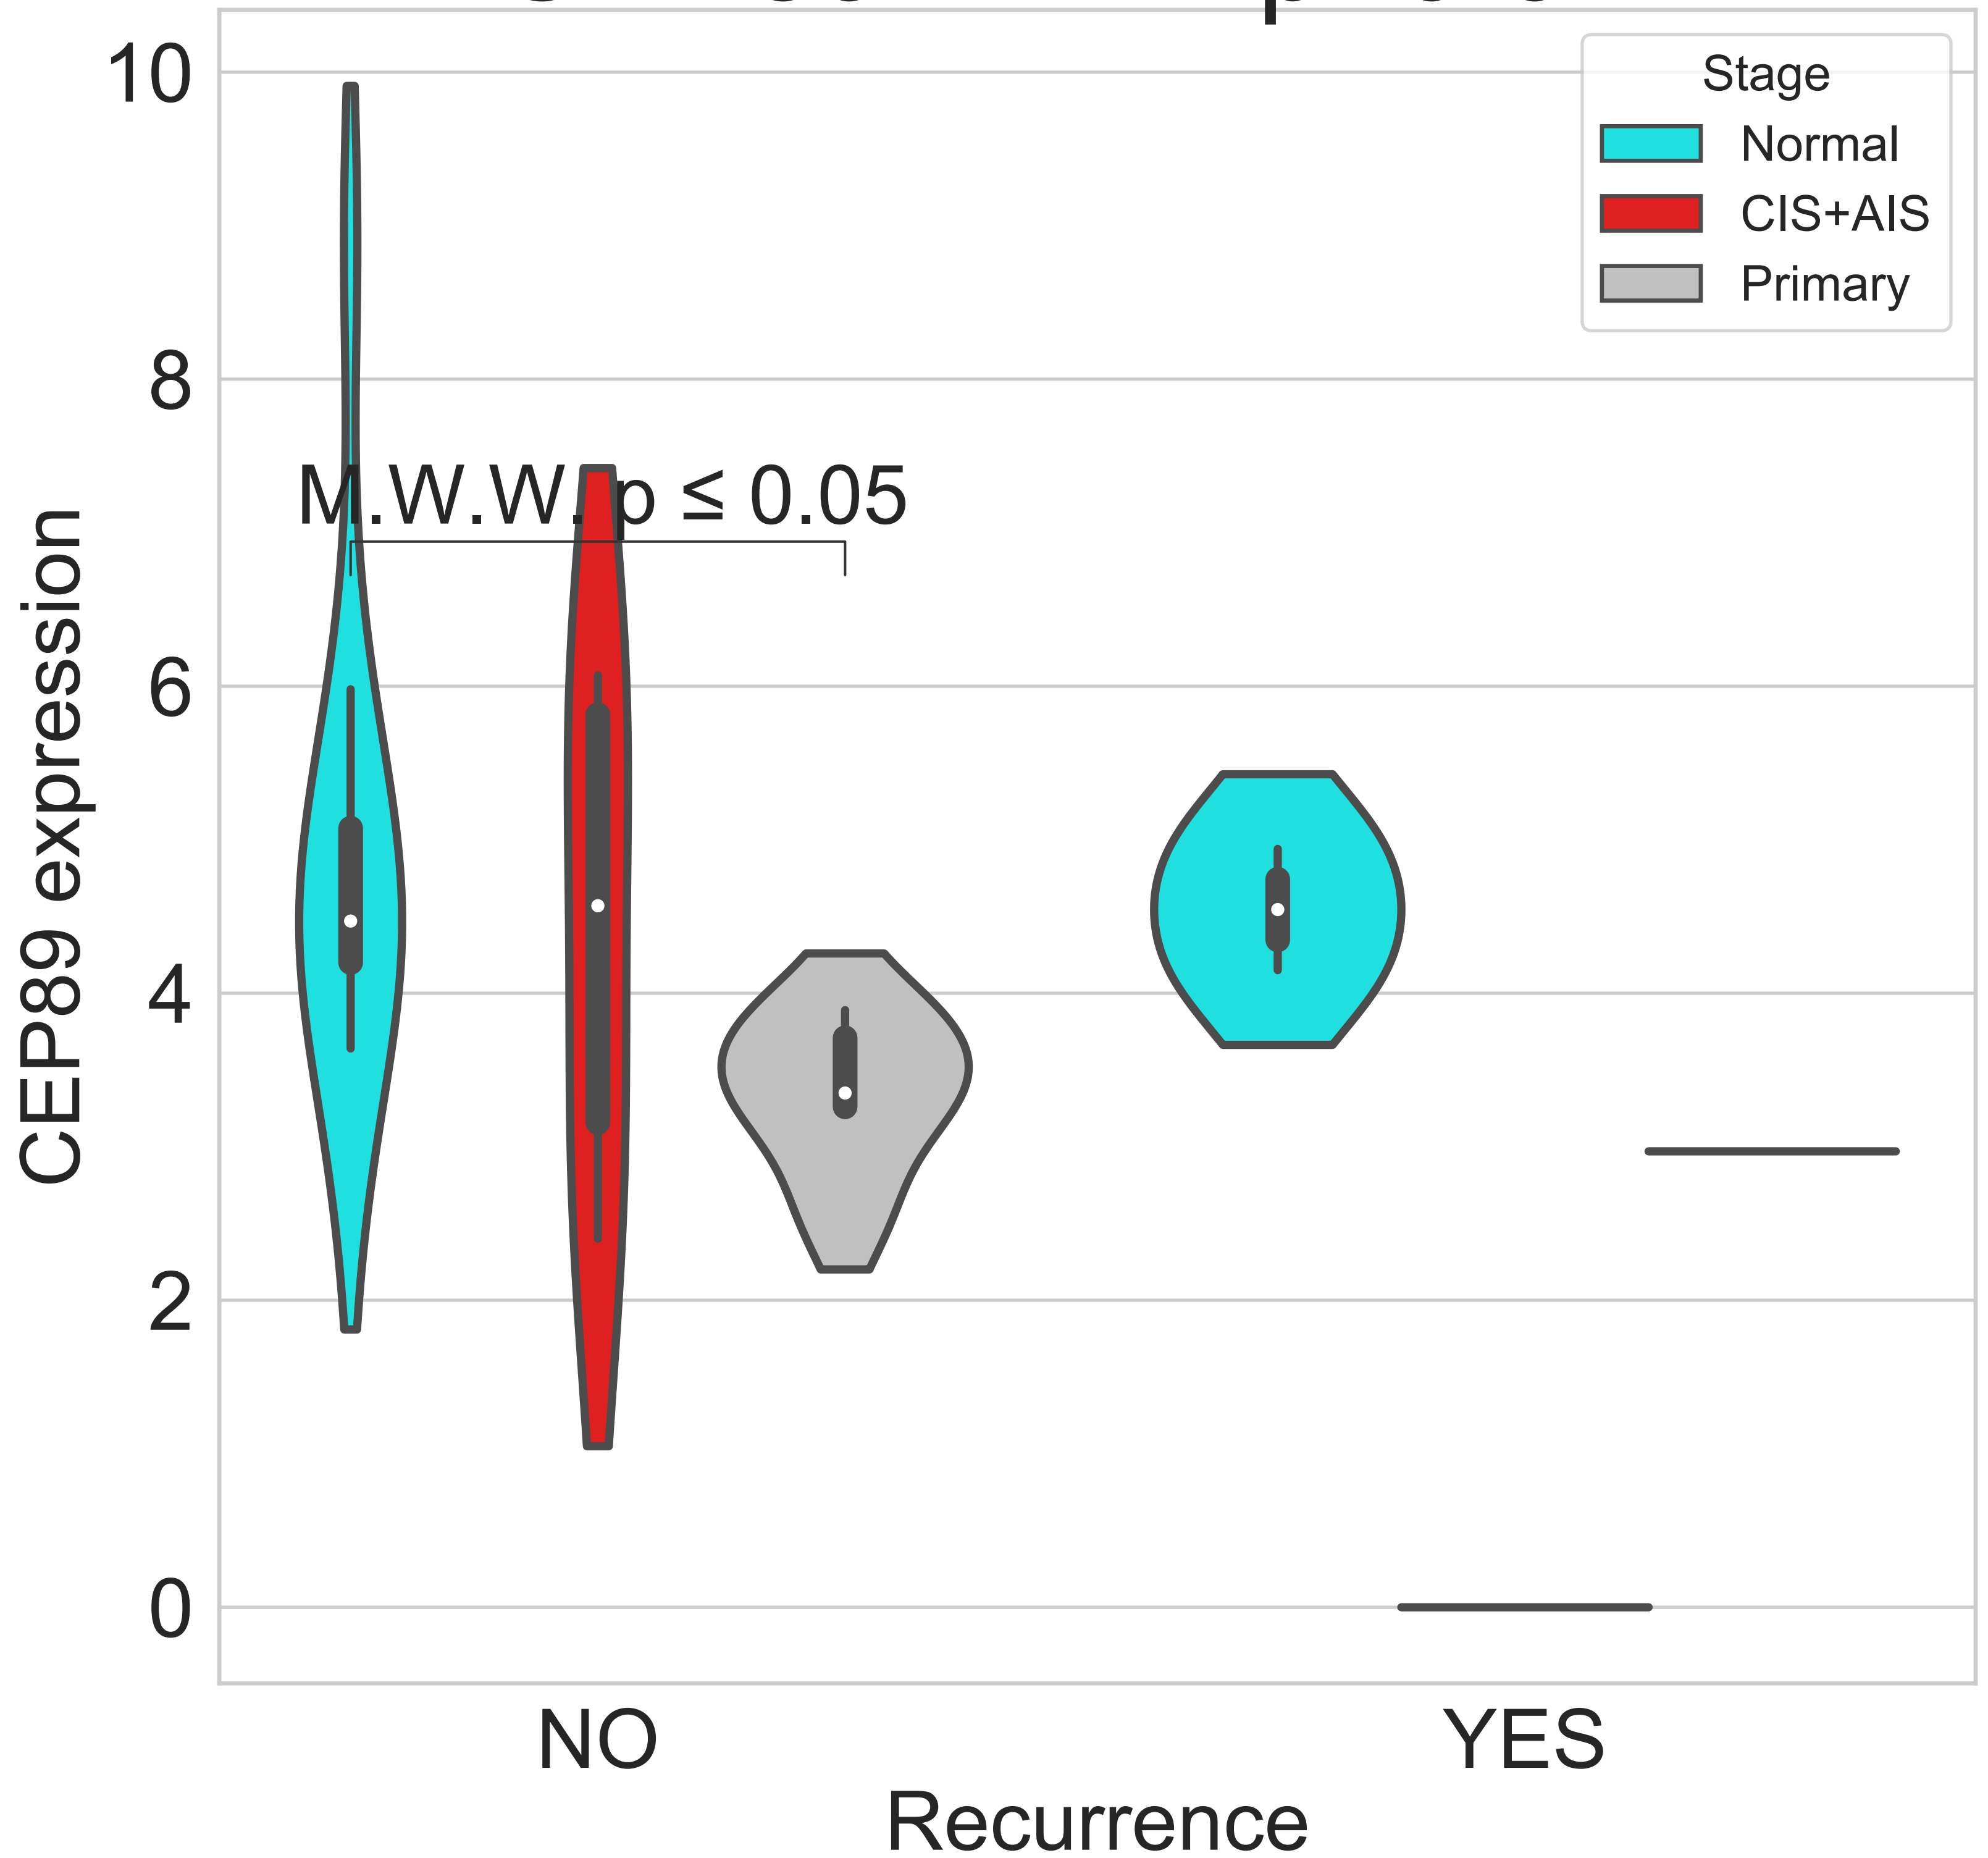 10
8
6
4
2
0
CEP89 expression
Stage
Normal
CIS+AIS
Primary
M.W.W. p ≤ 0.05
NO
YES
Recurrence